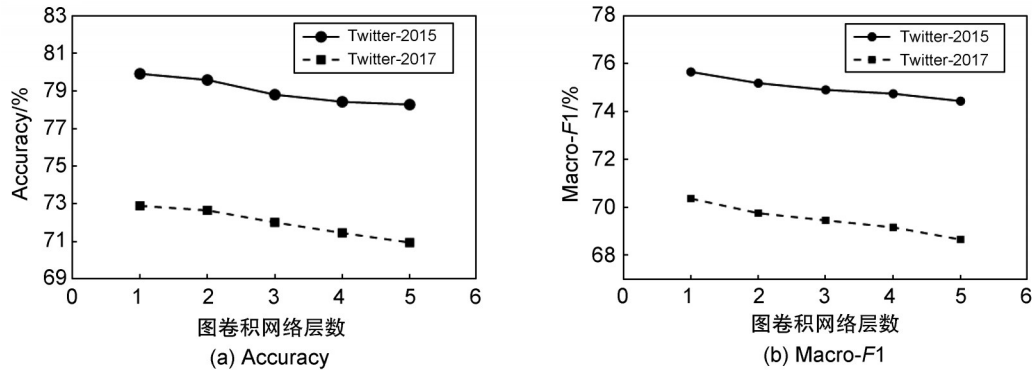 83
81
79
77
75
73
71
69
Accuracy/%
Twitter-2015
Twitter-2017
0 1 2 3 4 5 6
图卷积网络层数
(a) Accuracy
78
76
74
72
70
68
Macro-F1/%
Twitter-2015
Twitter-2017
0 1 2 3 4 5 6
图卷积网络层数
(b) Macro-F1